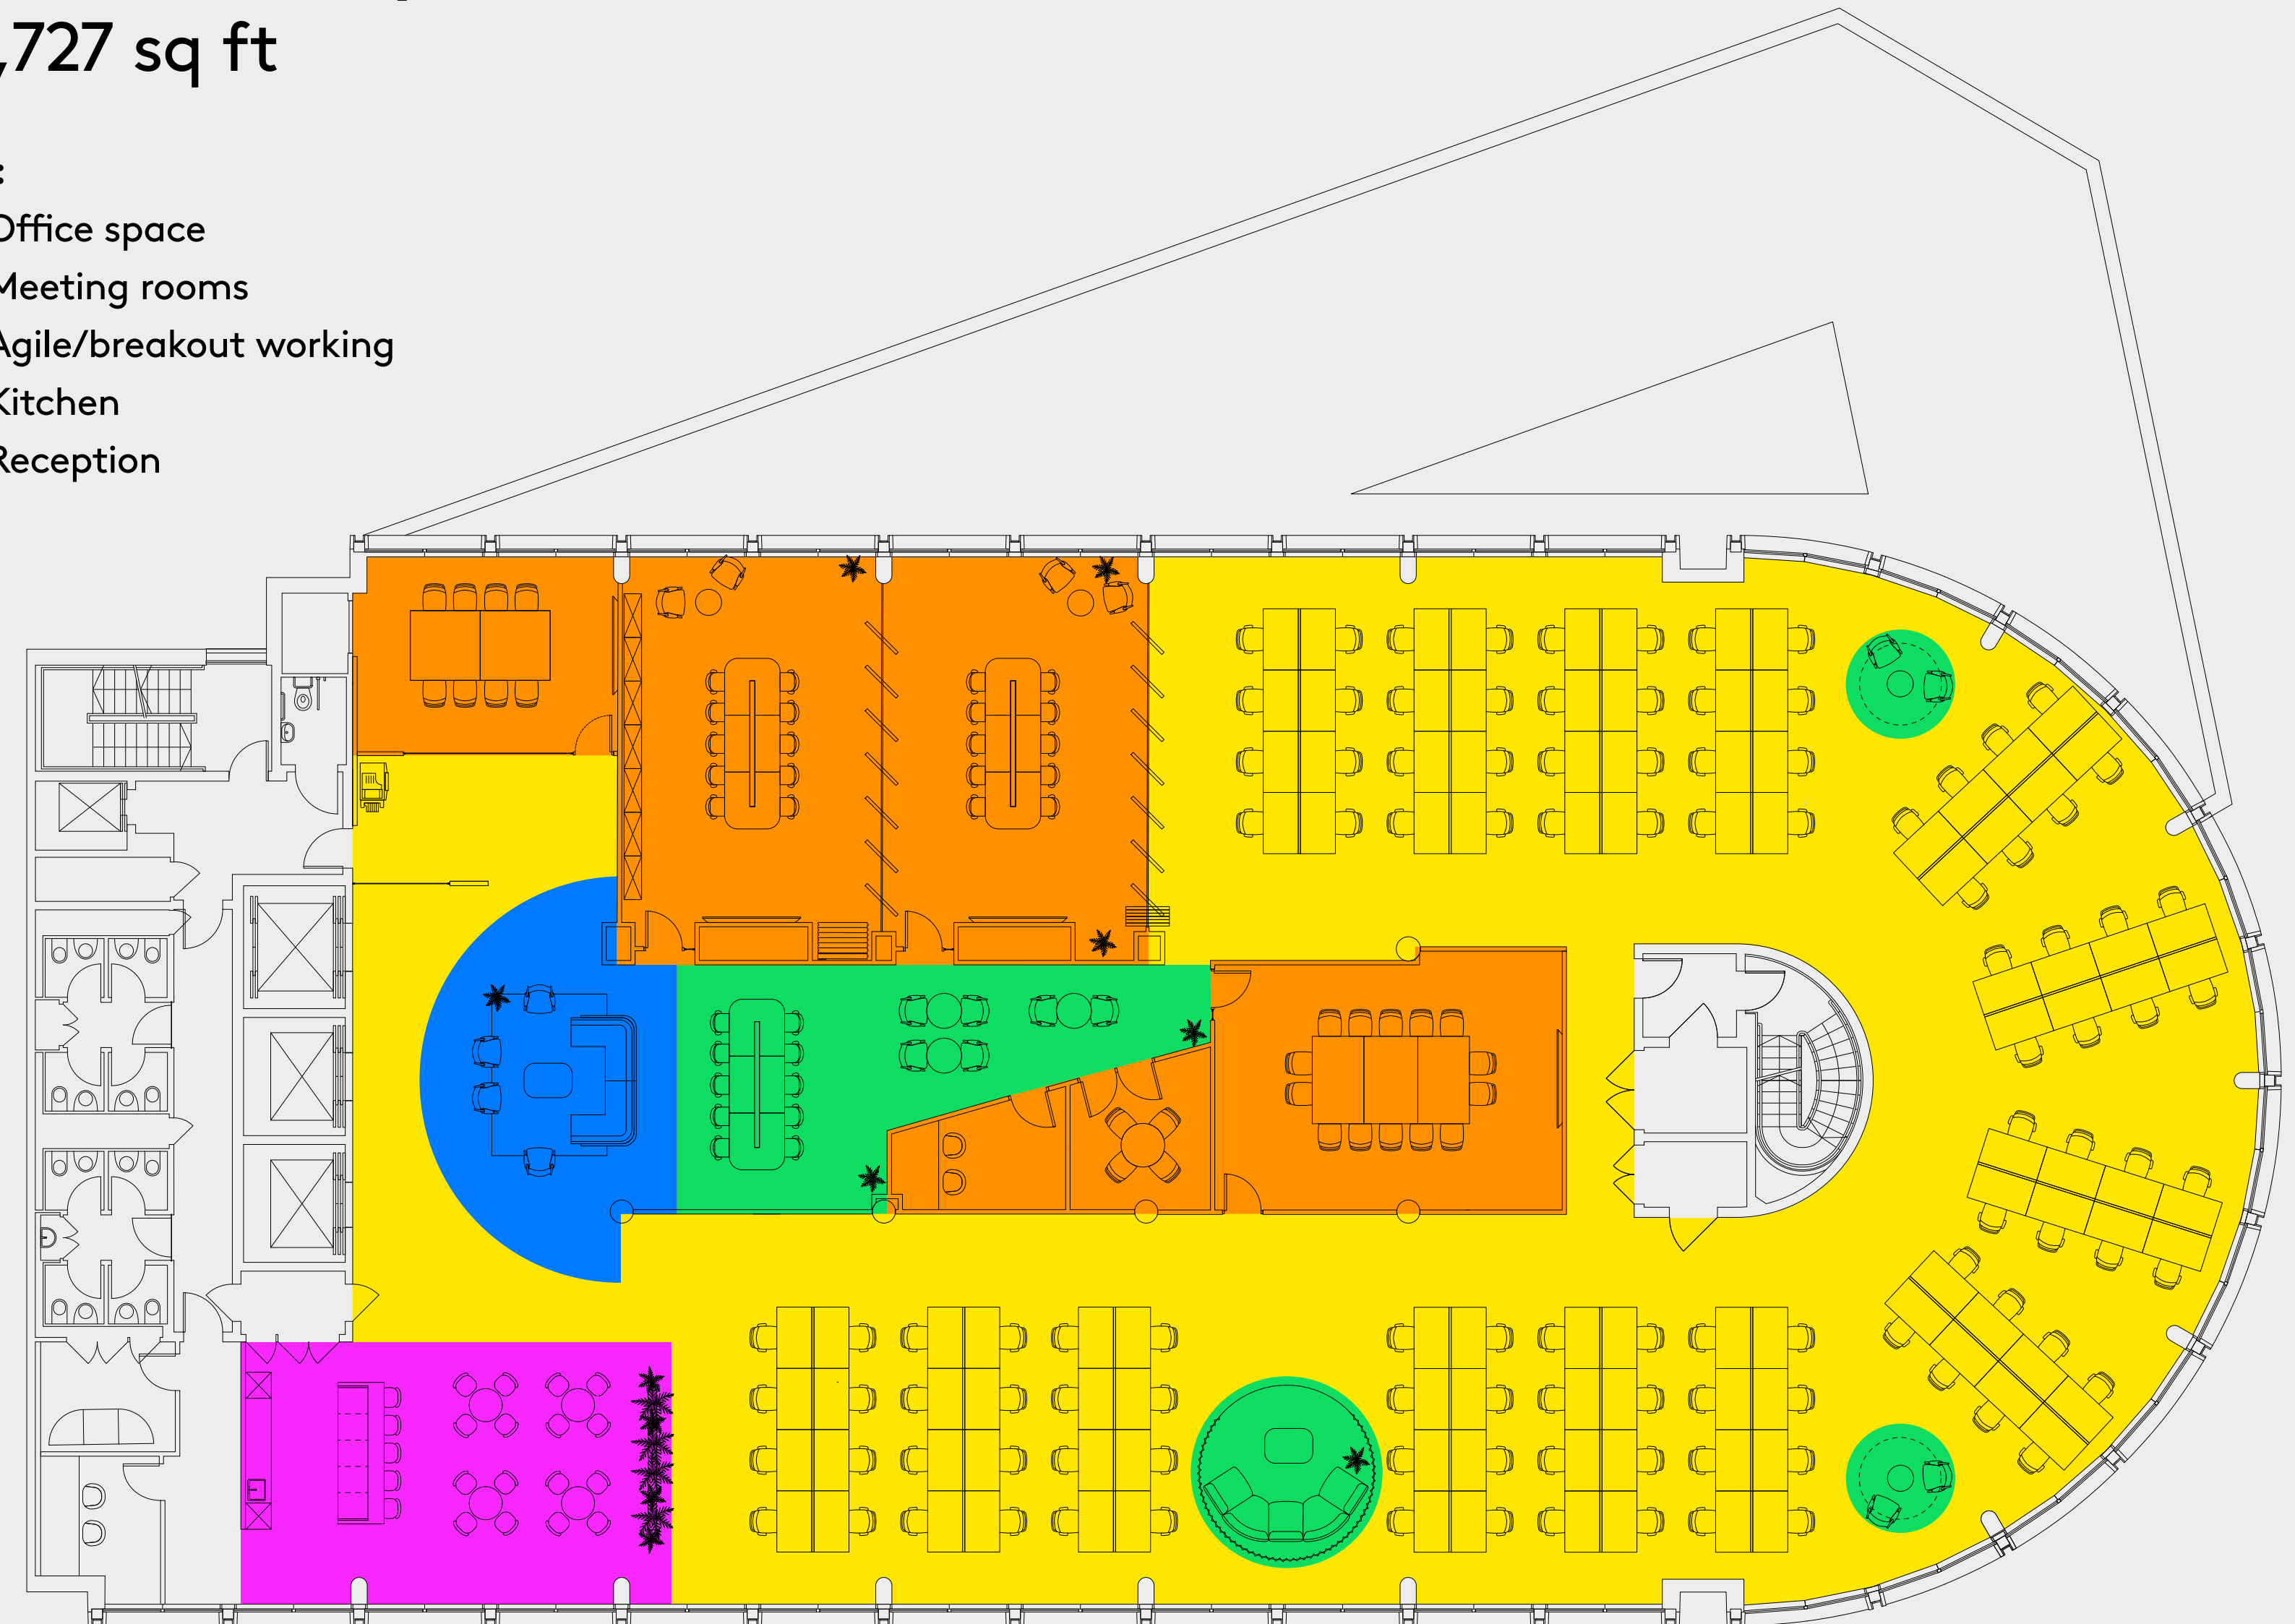 ,727 sq ft
:
Office space
Meeting rooms
Agile/breakout working
Kitchen
Reception